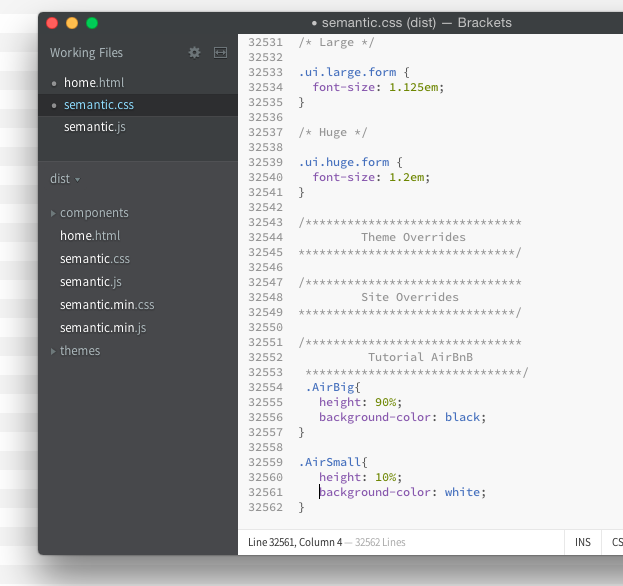 • semantic.css (dist) — Brackets
Working Files
• home.html
• semantic.css
semantic.js
dist
components
home.html
semantic.css
semantic.js
semantic.min.css
semantic.min.js
themes
32531 /* Large */
32532
32533 .ui.large.form {
32534   font-size: 1.125em;
32535 }
32536
32537 /* Huge */
32538
32539 .ui.huge.form {
32540   font-size: 1.2em;
32541 }
32542
32543 /*******************************
32544          Theme Overrides
32545 *******************************/
32546
32547 /*******************************
32548          Site Overrides
32549 *******************************/
32550
32551 /*******************************
32552           Tutorial AirBnB
32553  *******************************/
32554  .AirBig{
32555    height: 90%;
32556    background-color: black;
32557 }
32558
32559 .AirSmall{
32560    height: 10%;
32561    background-color: white;
32562 }
Line 32561, Column 4 — 32562 Lines
INS
CS